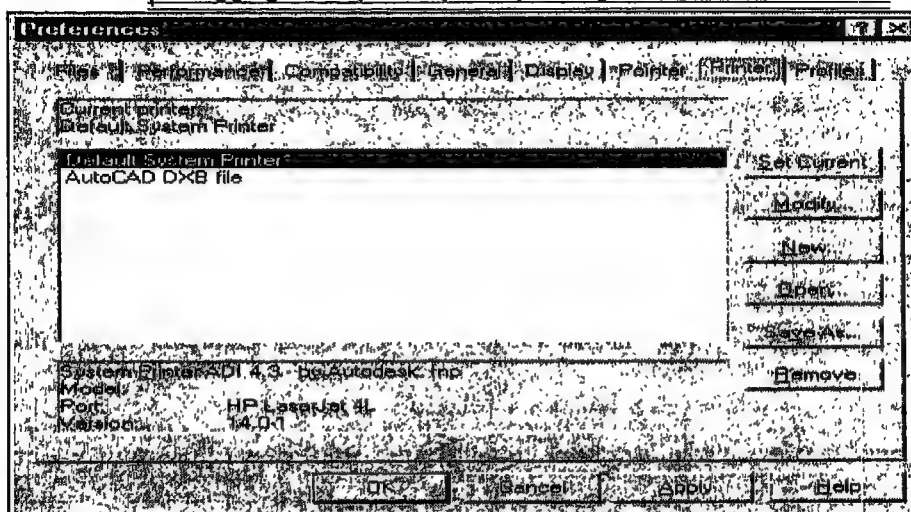 Preferences
Files Performance Compatibility General Display Pointer Printer Profiles
Current printer:
Default System Printer
Default System Printer
AutoCAD DXB file
Set Current
Modify...
New...
Open...
Save As...
Remove
System Printer ADI 4.3 - by Autodesk, Inc
Model:
Port: HP LaserJet 4L
Version: 14.0-1
OK Cancel Apply Help